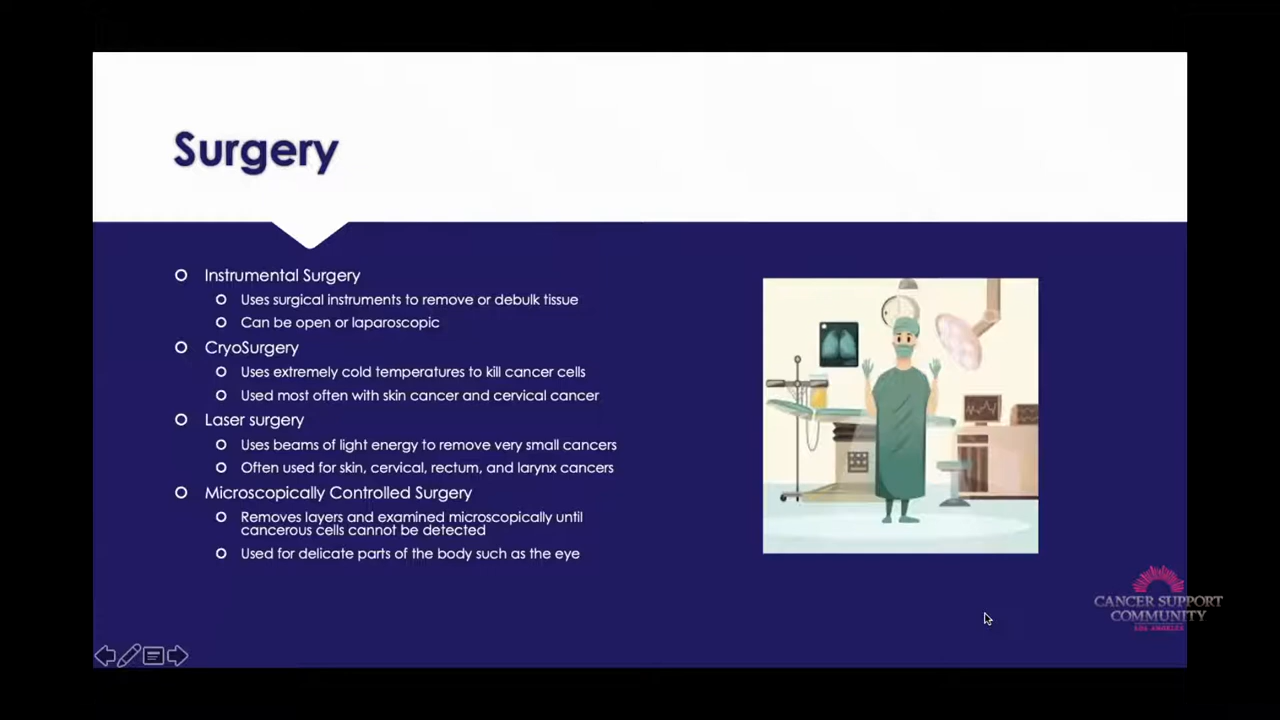 Surgery
Instrumental Surgery
Uses surgical instruments to remove or debulk tissue
Can be open or laparoscopic
CryoSurgery
Uses extremely cold temperatures to kill cancer cells
Used most often with skin cancer and cervical cancer
Laser surgery
Uses beams of light energy to remove very small cancers
Often used for skin, cervical, rectum, and larynx cancers
Microscopically Controlled Surgery
Removes layers and examined microscopically until
cancerous cells cannot be detected
Used for delicate parts of the body such as the eye
CANCER SUPPORT
COMMUNITY
LOS ANGELES